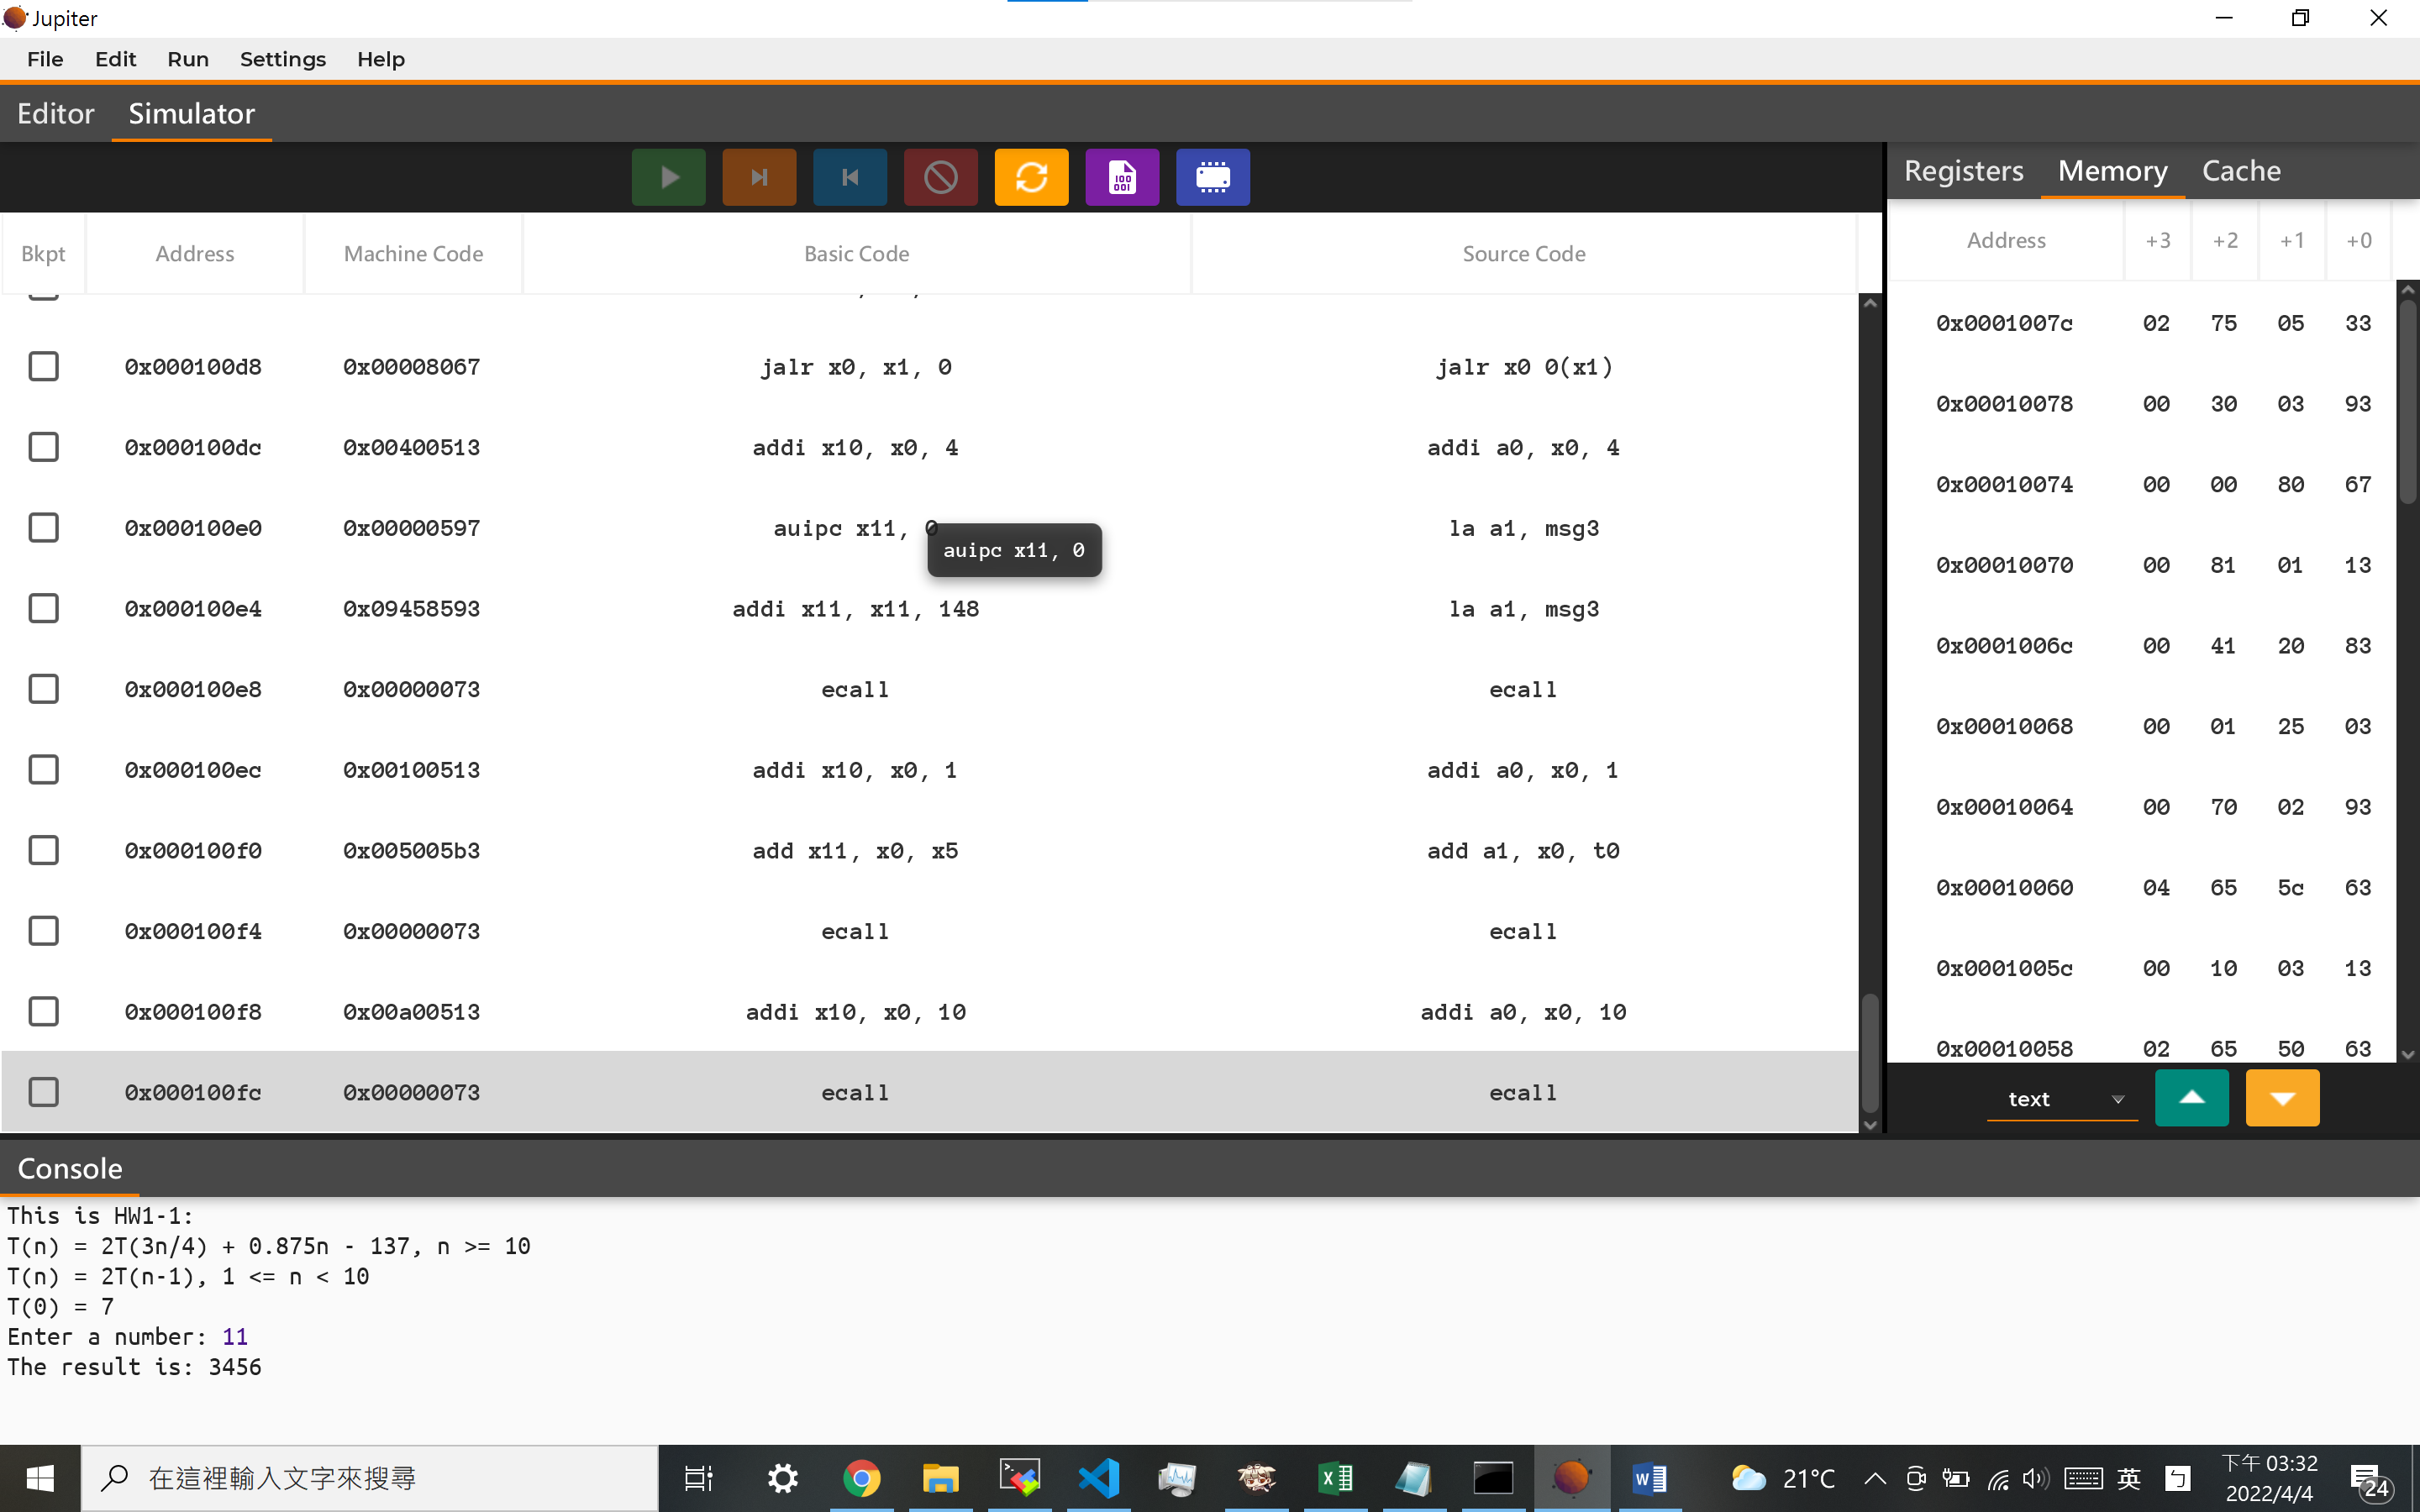 Jupiter
File Edit Run Settings Help
Editor Simulator
Registers Memory Cache
Bkpt Address Machine Code Basic Code Source Code
0x000100d8 0x00008067 jalr x0, x1, 0 jalr x0 0(x1)
0x000100dc 0x00400513 addi x10, x0, 4 addi a0, x0, 4
0x000100e0 0x00000597 auipc x11, 0 la a1, msg3
auipc x11, 0
0x000100e4 0x09458593 addi x11, x11, 148 la a1, msg3
0x000100e8 0x00000073 ecall ecall
0x000100ec 0x00100513 addi x10, x0, 1 addi a0, x0, 1
0x000100f0 0x005005b3 add x11, x0, x5 add a1, x0, t0
0x000100f4 0x00000073 ecall ecall
0x000100f8 0x00a00513 addi x10, x0, 10 addi a0, x0, 10
0x000100fc 0x00000073 ecall ecall
Address +3 +2 +1 +0
0x0001007c 02 75 05 33
0x00010078 00 30 03 93
0x00010074 00 00 80 67
0x00010070 00 81 01 13
0x0001006c 00 41 20 83
0x00010068 00 01 25 03
0x00010064 00 70 02 93
0x00010060 04 65 5c 63
0x0001005c 00 10 03 13
0x00010058 02 65 50 63
text
Console
This is HW1-1:
T(n) = 2T(3n/4) + 0.875n - 137, n >= 10
T(n) = 2T(n-1), 1 <= n < 10
T(0) = 7
Enter a number: 11
The result is: 3456
在這裡輸入文字來搜尋
21°C
英
下午 03:32
2022/4/4
24